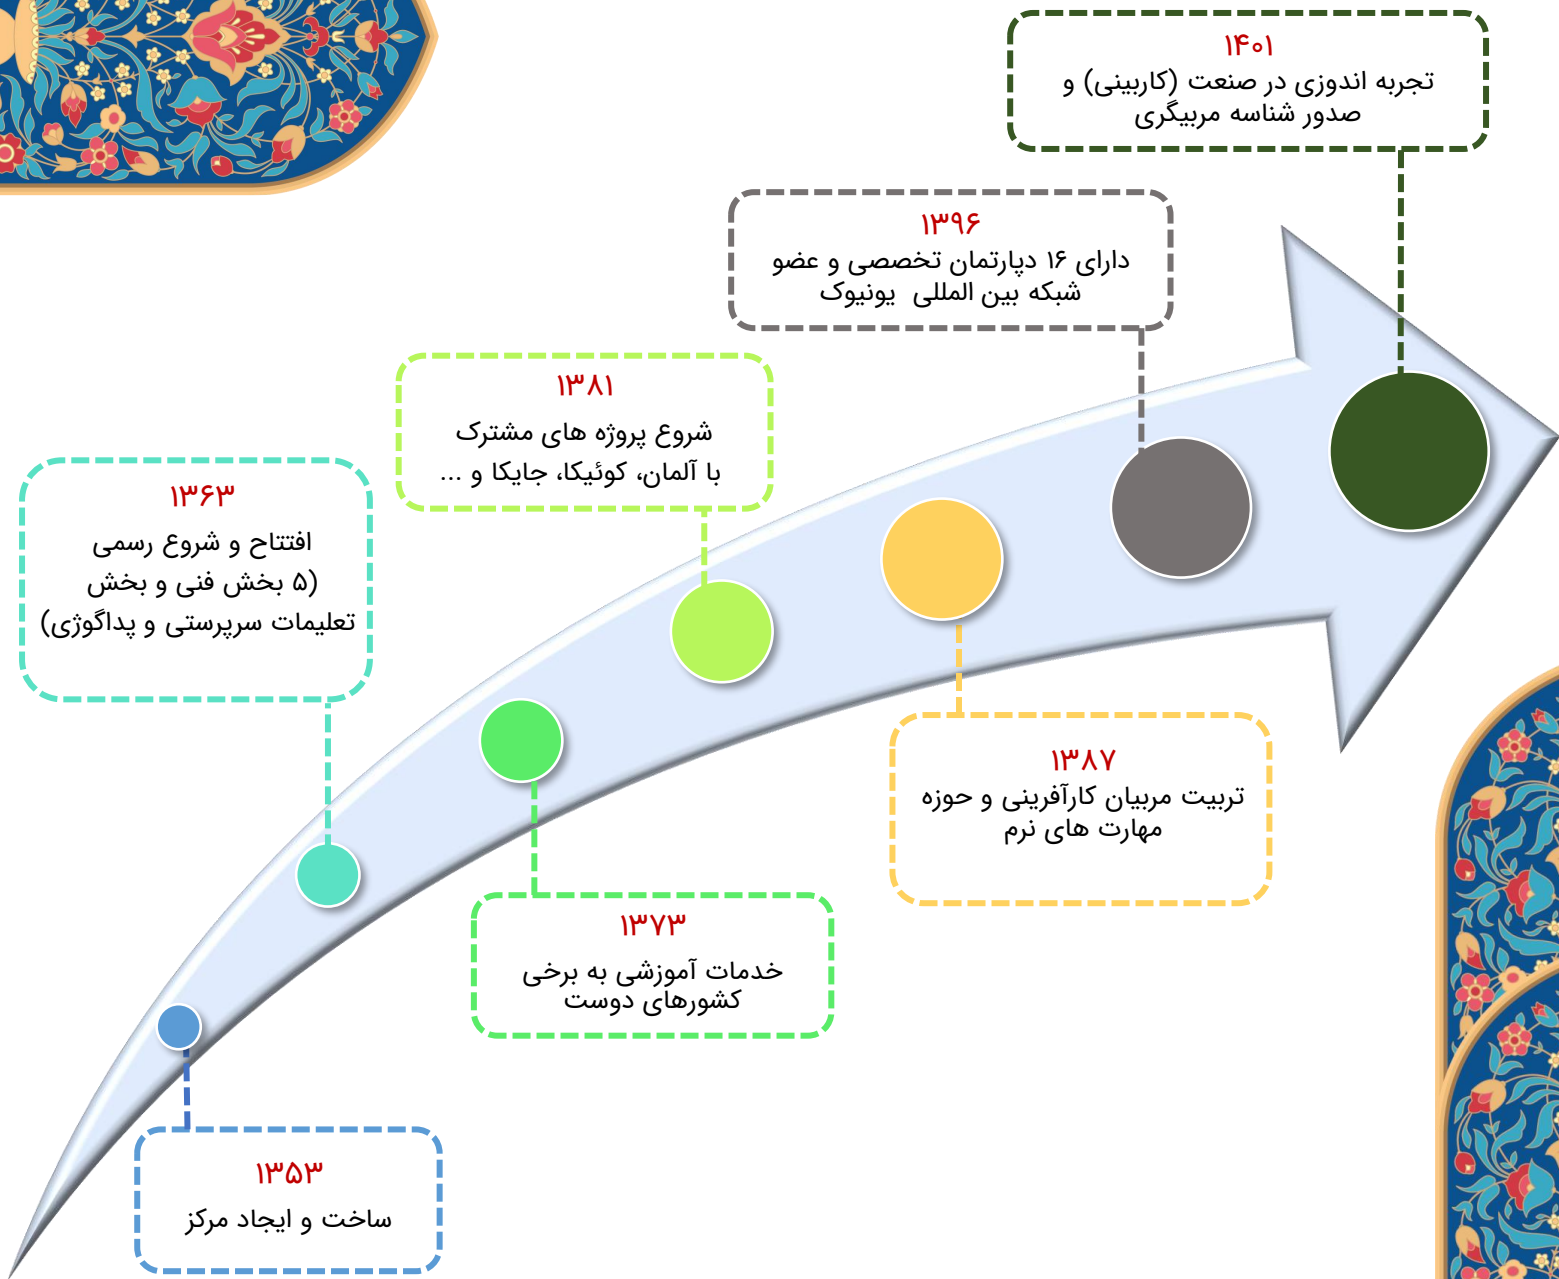 ۱۴۰۱
تجربه اندوزی در صنعت (کاربینی) و
صدور شناسه مربیگری
۱۳۹۶
دارای ۱۶ دپارتمان تخصصی و عضو
شبکه بین المللی یونیوک
۱۳۸۱
شروع پروژه های مشترک
با آلمان، کوئیکا، جایکا و ...
۱۳۶۳
افتتاح و شروع رسمی
(۵ بخش فنی و بخش
تعلیمات سرپرستی و پداگوژی)
۱۳۸۷
تربیت مربیان کارآفرینی و حوزه
مهارت های نرم
۱۳۷۳
خدمات آموزشی به برخی
کشورهای دوست
۱۳۵۳
ساخت و ایجاد مرکز